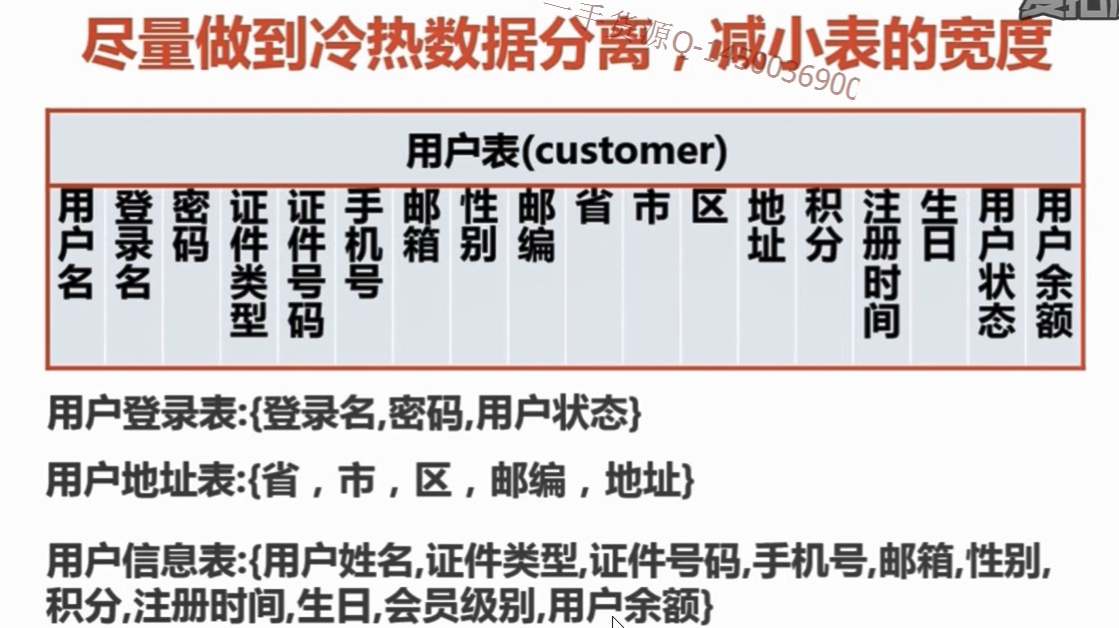 尽量做到冷热数据分离，减小表的宽度
一手货源Q-1450036900
用户表(customer)
用户名
登录名
密码
证件类型
证件号码
手机号
邮箱
性别
邮编
省
市
区
地址
积分
注册时间
生日
用户状态
用户余额
用户登录表:{登录名,密码,用户状态}
用户地址表:{省，市，区，邮编，地址}
用户信息表:{用户姓名,证件类型,证件号码,手机号,邮箱,性别,
积分,注册时间,生日,会员级别,用户余额}